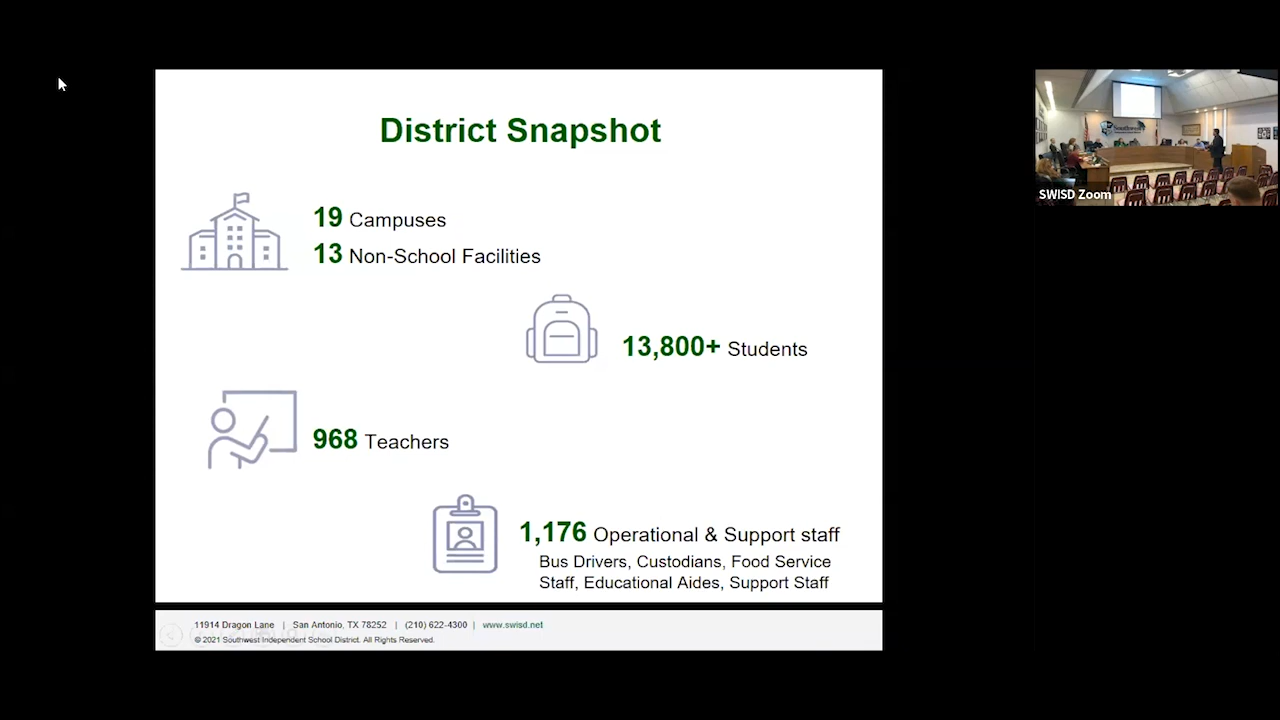 District Snapshot
19 Campuses
13 Non-School Facilities
13,800+ Students
968 Teachers
1,176 Operational & Support staff
Bus Drivers, Custodians, Food Service
Staff, Educational Aides, Support Staff
11914 Dragon Lane | San Antonio, TX 78252 | (210) 622-4300 | www.swisd.net
© 2021 Southwest Independent School District. All Rights Reserved.
Southwest
SWISD Zoom